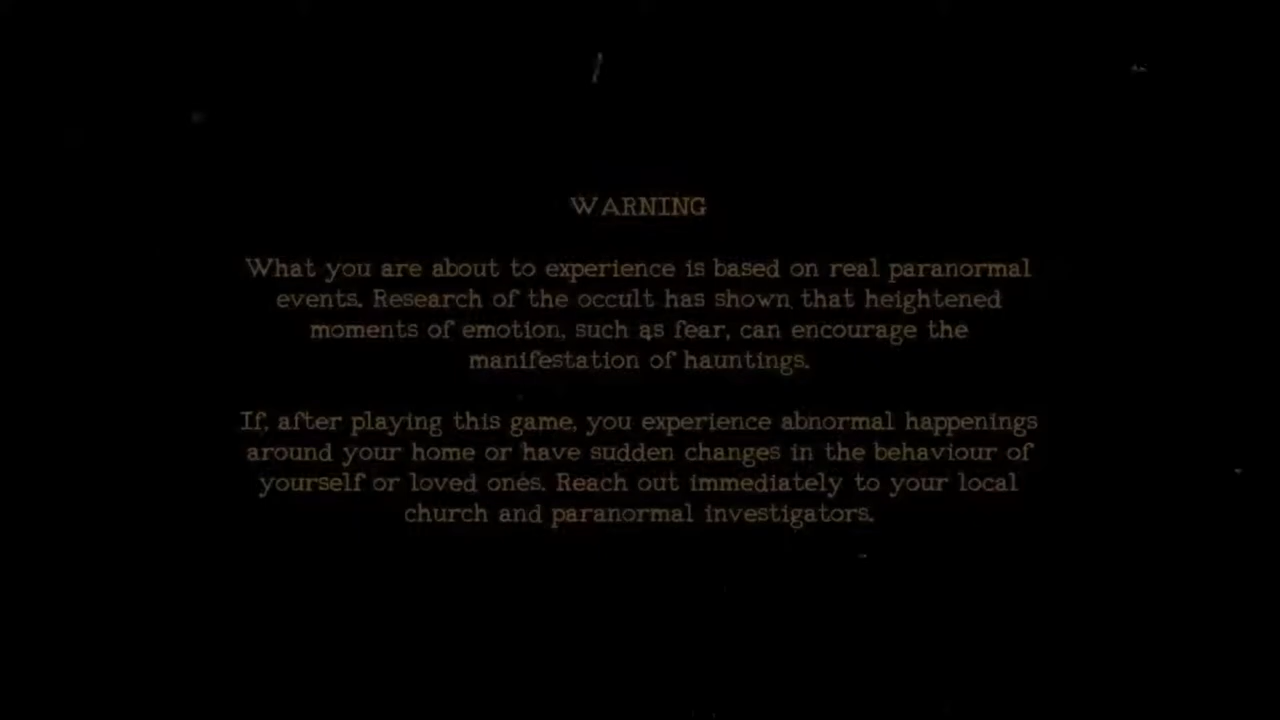 WARNING
What you are about to experience is based on real paranormal
events. Research of the occult has shown that heightened
moments of emotion, such as fear, can encourage the
manifestation of hauntings.
If, after playing this game, you experience abnormal happenings
around your home or have sudden changes in the behaviour of
yourself or loved ones. Reach out immediately to your local
church and paranormal investigators.